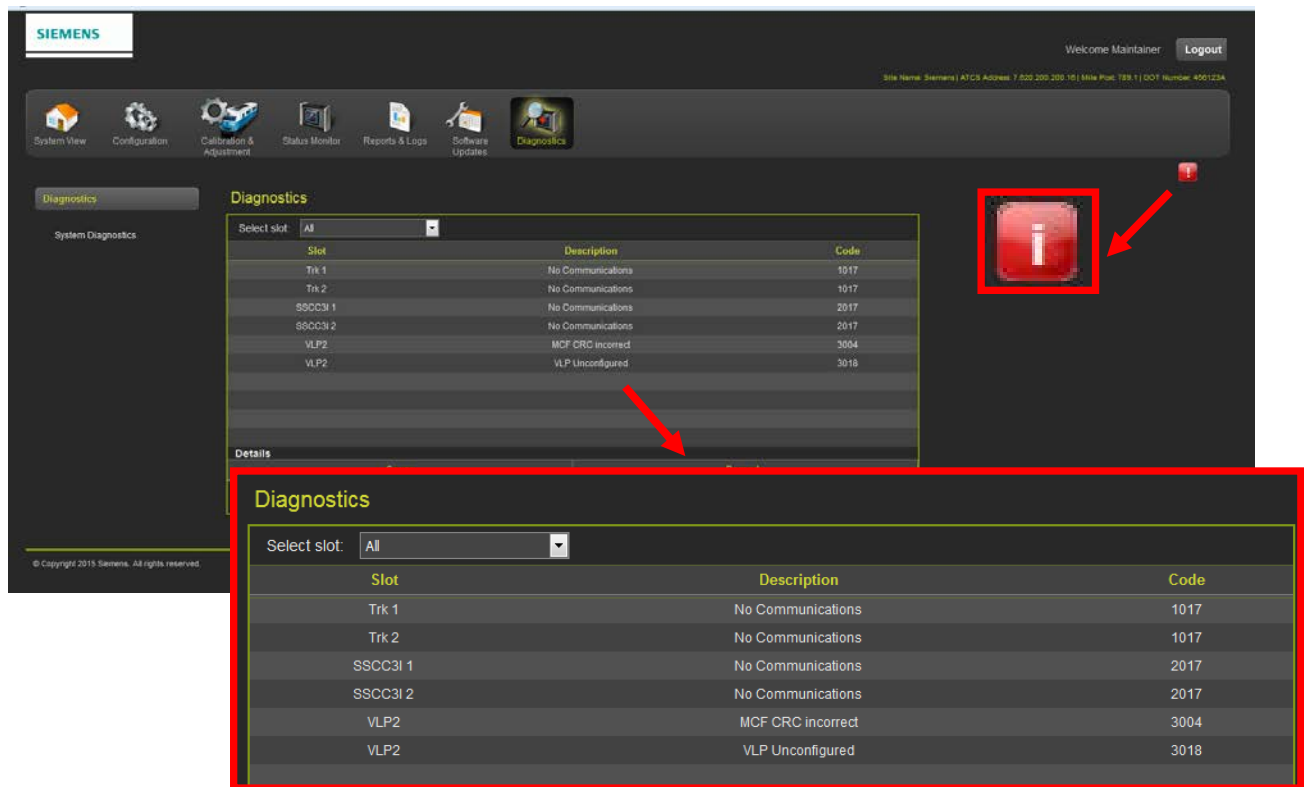 SIEMENS
Welcome Maintainer Logout
Site Name: Siemens | ATCS Address: 7.620.200.200.16 | Mile Post: 789.1 | DOT Number: 456123A
System View Configuration Calibration & Adjustment Status Monitor Reports & Logs Software Updates Diagnostics
Diagnostics
System Diagnostics
Diagnostics
Select slot: All
Slot Description Code
Trk 1 No Communications 1017
Trk 2 No Communications 1017
SSCC3I 1 No Communications 2017
SSCC3I 2 No Communications 2017
VLP2 MCF CRC incorrect 3004
VLP2 VLP Unconfigured 3018
Details
i
© Copyright 2015 Siemens. All rights reserved.
Diagnostics
Select slot: All
Slot Description Code
Trk 1 No Communications 1017
Trk 2 No Communications 1017
SSCC3I 1 No Communications 2017
SSCC3I 2 No Communications 2017
VLP2 MCF CRC incorrect 3004
VLP2 VLP Unconfigured 3018